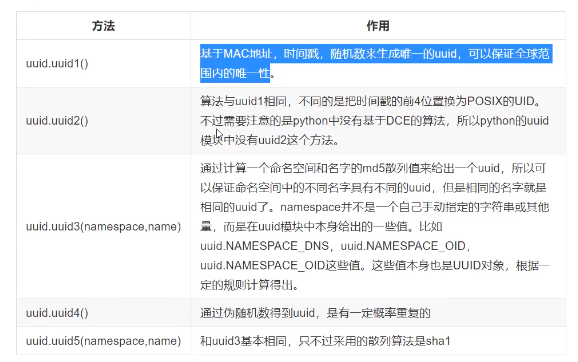 方法 作用
uuid.uuid1()
基于MAC地址，时间戳，随机数来生成唯一的uuid，可以保证全球范
围内的唯一性。
uuid.uuid2()
算法与uuid1相同，不同的是把时间戳的前4位置换为POSIX的UID。
不过需要注意的是python中没有基于DCE的算法，所以python的uuid
模块中没有uuid2这个方法。
uuid.uuid3(namespace,name)
通过计算一个命名空间和名字的md5散列值来给出一个uuid，所以可
以保证命名空间中的不同名字具有不同的uuid，但是相同的名字就是
相同的uuid了。namespace并不是一个自己手动指定的字符串或其他
量，而是在uuid模块中本身给出的一些值。比如
uuid.NAMESPACE_DNS，uuid.NAMESPACE_OID，
uuid.NAMESPACE_OID这些值。这些值本身也是UUID对象，根据一
定的规则计算得出。
uuid.uuid4()
通过伪随机数得到uuid，是有一定概率重复的
uuid.uuid5(namespace,name)
和uuid3基本相同，只不过采用的散列算法是sha1